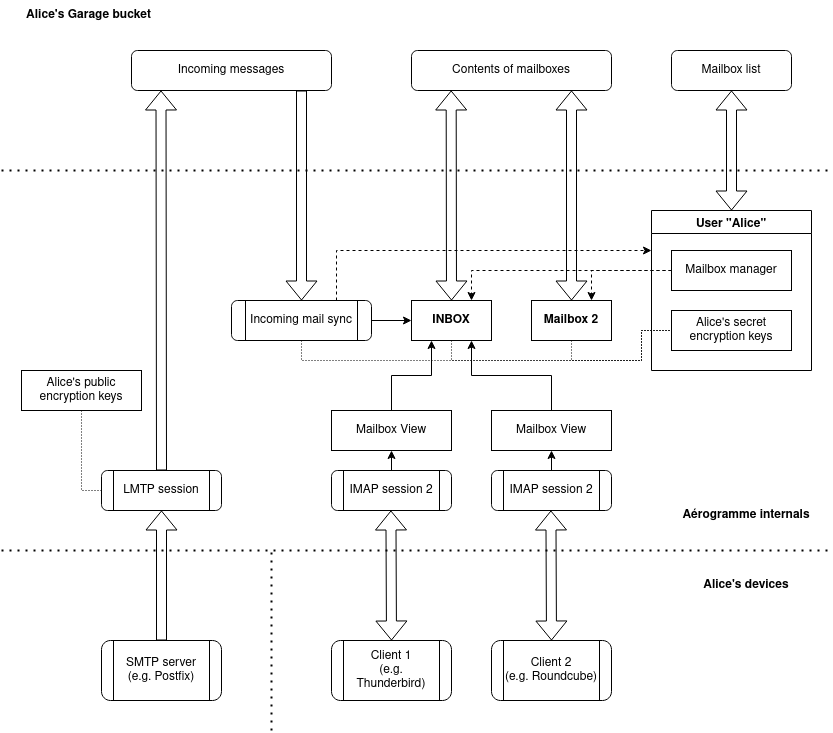 Alice's Garage bucket
Incoming messages
Contents of mailboxes
Mailbox list
User "Alice"
Mailbox manager
Incoming mail sync
INBOX
Mailbox 2
Alice's secret
encryption keys
Alice's public
encryption keys
Mailbox View
Mailbox View
LMTP session
IMAP session 2
IMAP session 2
Aérogramme internals
Alice's devices
SMTP server
(e.g. Postfix)
Client 1
(e.g.
Thunderbird)
Client 2
(e.g. Roundcube)